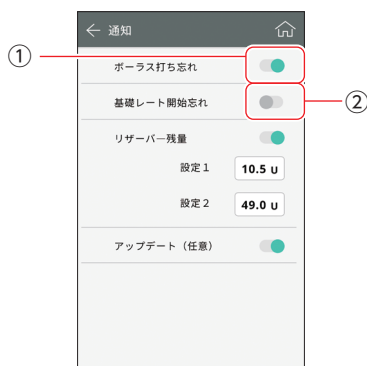 ← 通知
① ボーラス打ち忘れ
基礎レート開始忘れ ②
リザーバー残量
設定1 10.5 U
設定2 49.0 U
アップデート（任意）